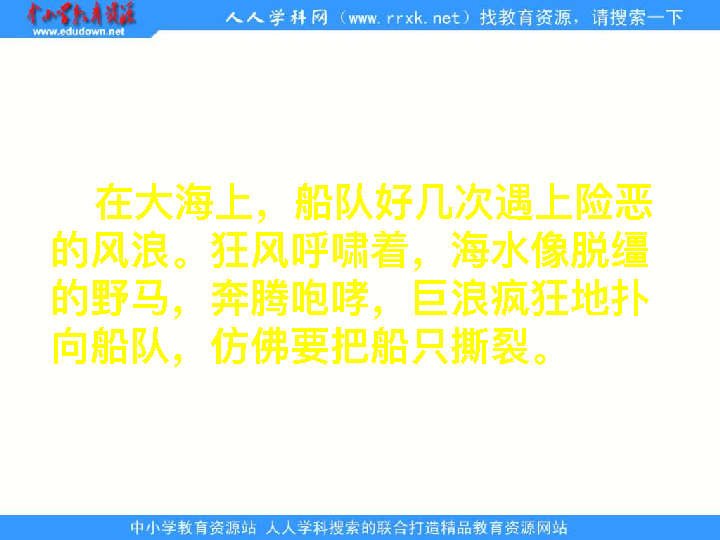 中小学教育资源
www.edudown.net
人人学科网（www.rrxk.net）找教育资源，请搜索一下
在大海上，船队好几次遇上险恶
的风浪。狂风呼啸着，海水像脱缰
的野马，奔腾咆哮，巨浪疯狂地扑
向船队，仿佛要把船只撕裂。
中小学教育资源站 人人学科搜索的联合打造精品教育资源网站